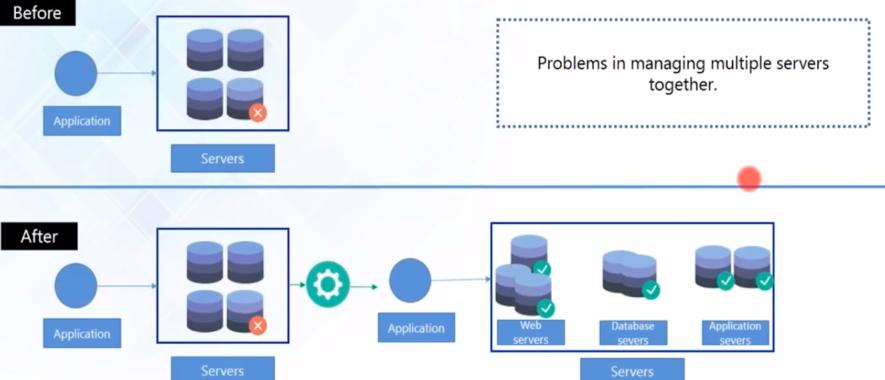 Before
Problems in managing multiple servers
together.
Application
Servers
After
Application
Servers
Application
Web
servers
Database
severs
Application
severs
Servers